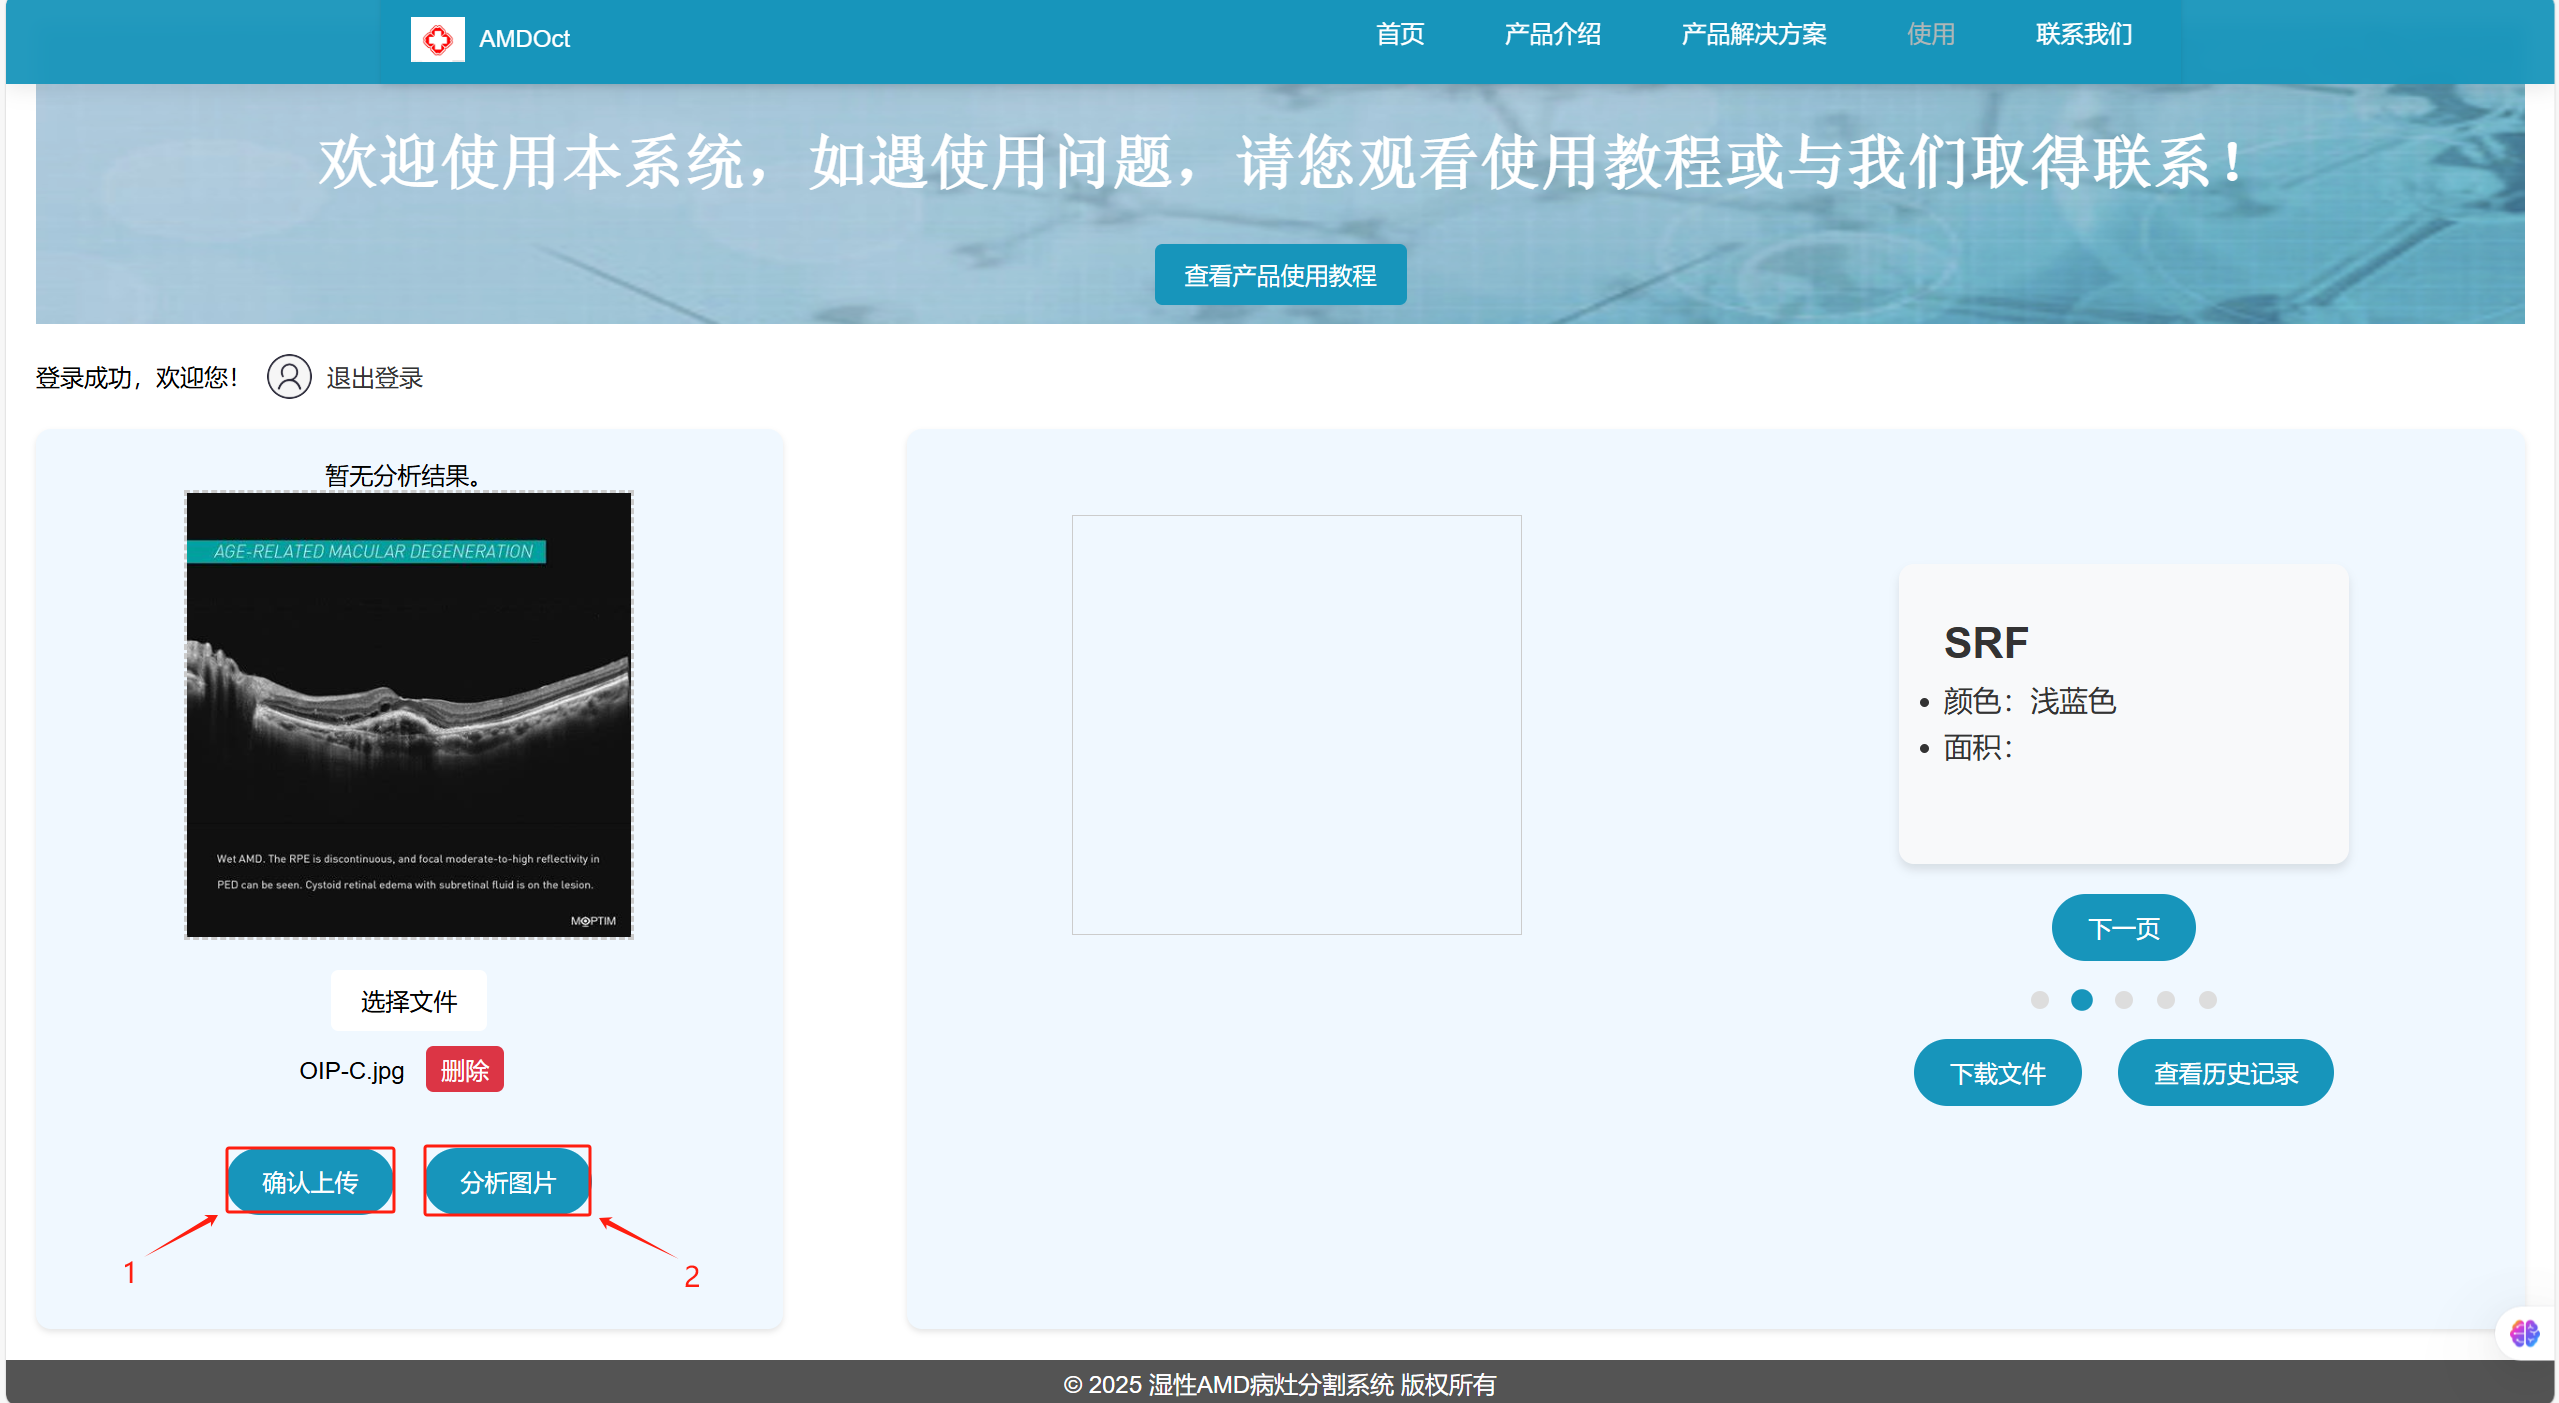 AMDOct
首页
产品介绍
产品解决方案
使用
联系我们
欢迎使用本系统，如遇使用问题，请您观看使用教程或与我们取得联系！
查看产品使用教程
登录成功，欢迎您！
退出登录
暂无分析结果。
AGE-RELATED MACULAR DEGENERATION
Wet AMD. The RPE is discontinuous, and focal moderate-to-high reflectivity in
PED can be seen. Cystoid retinal edema with subretinal fluid is on the lesion.
MOPTIM
选择文件
OIP-C.jpg
删除
确认上传
分析图片
1
2
SRF
颜色：浅蓝色
面积：
下一页
下载文件
查看历史记录
© 2025 湿性AMD病灶分割系统 版权所有